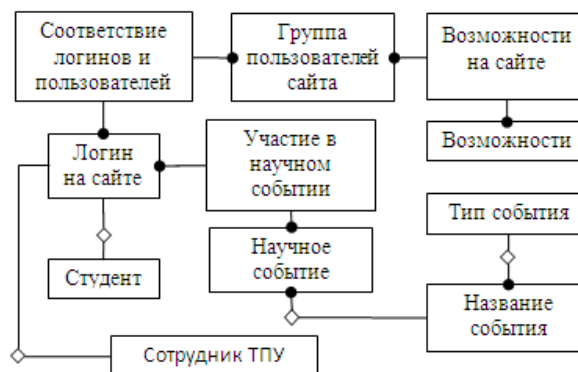 Соответствие
логинов и
пользователей
Группа
пользователей
сайта
Возможности
на сайте
Возможности
Логин
на сайте
Участие в
научном
событии
Тип события
Научное
событие
Студент
Название
события
Сотрудник ТПУ